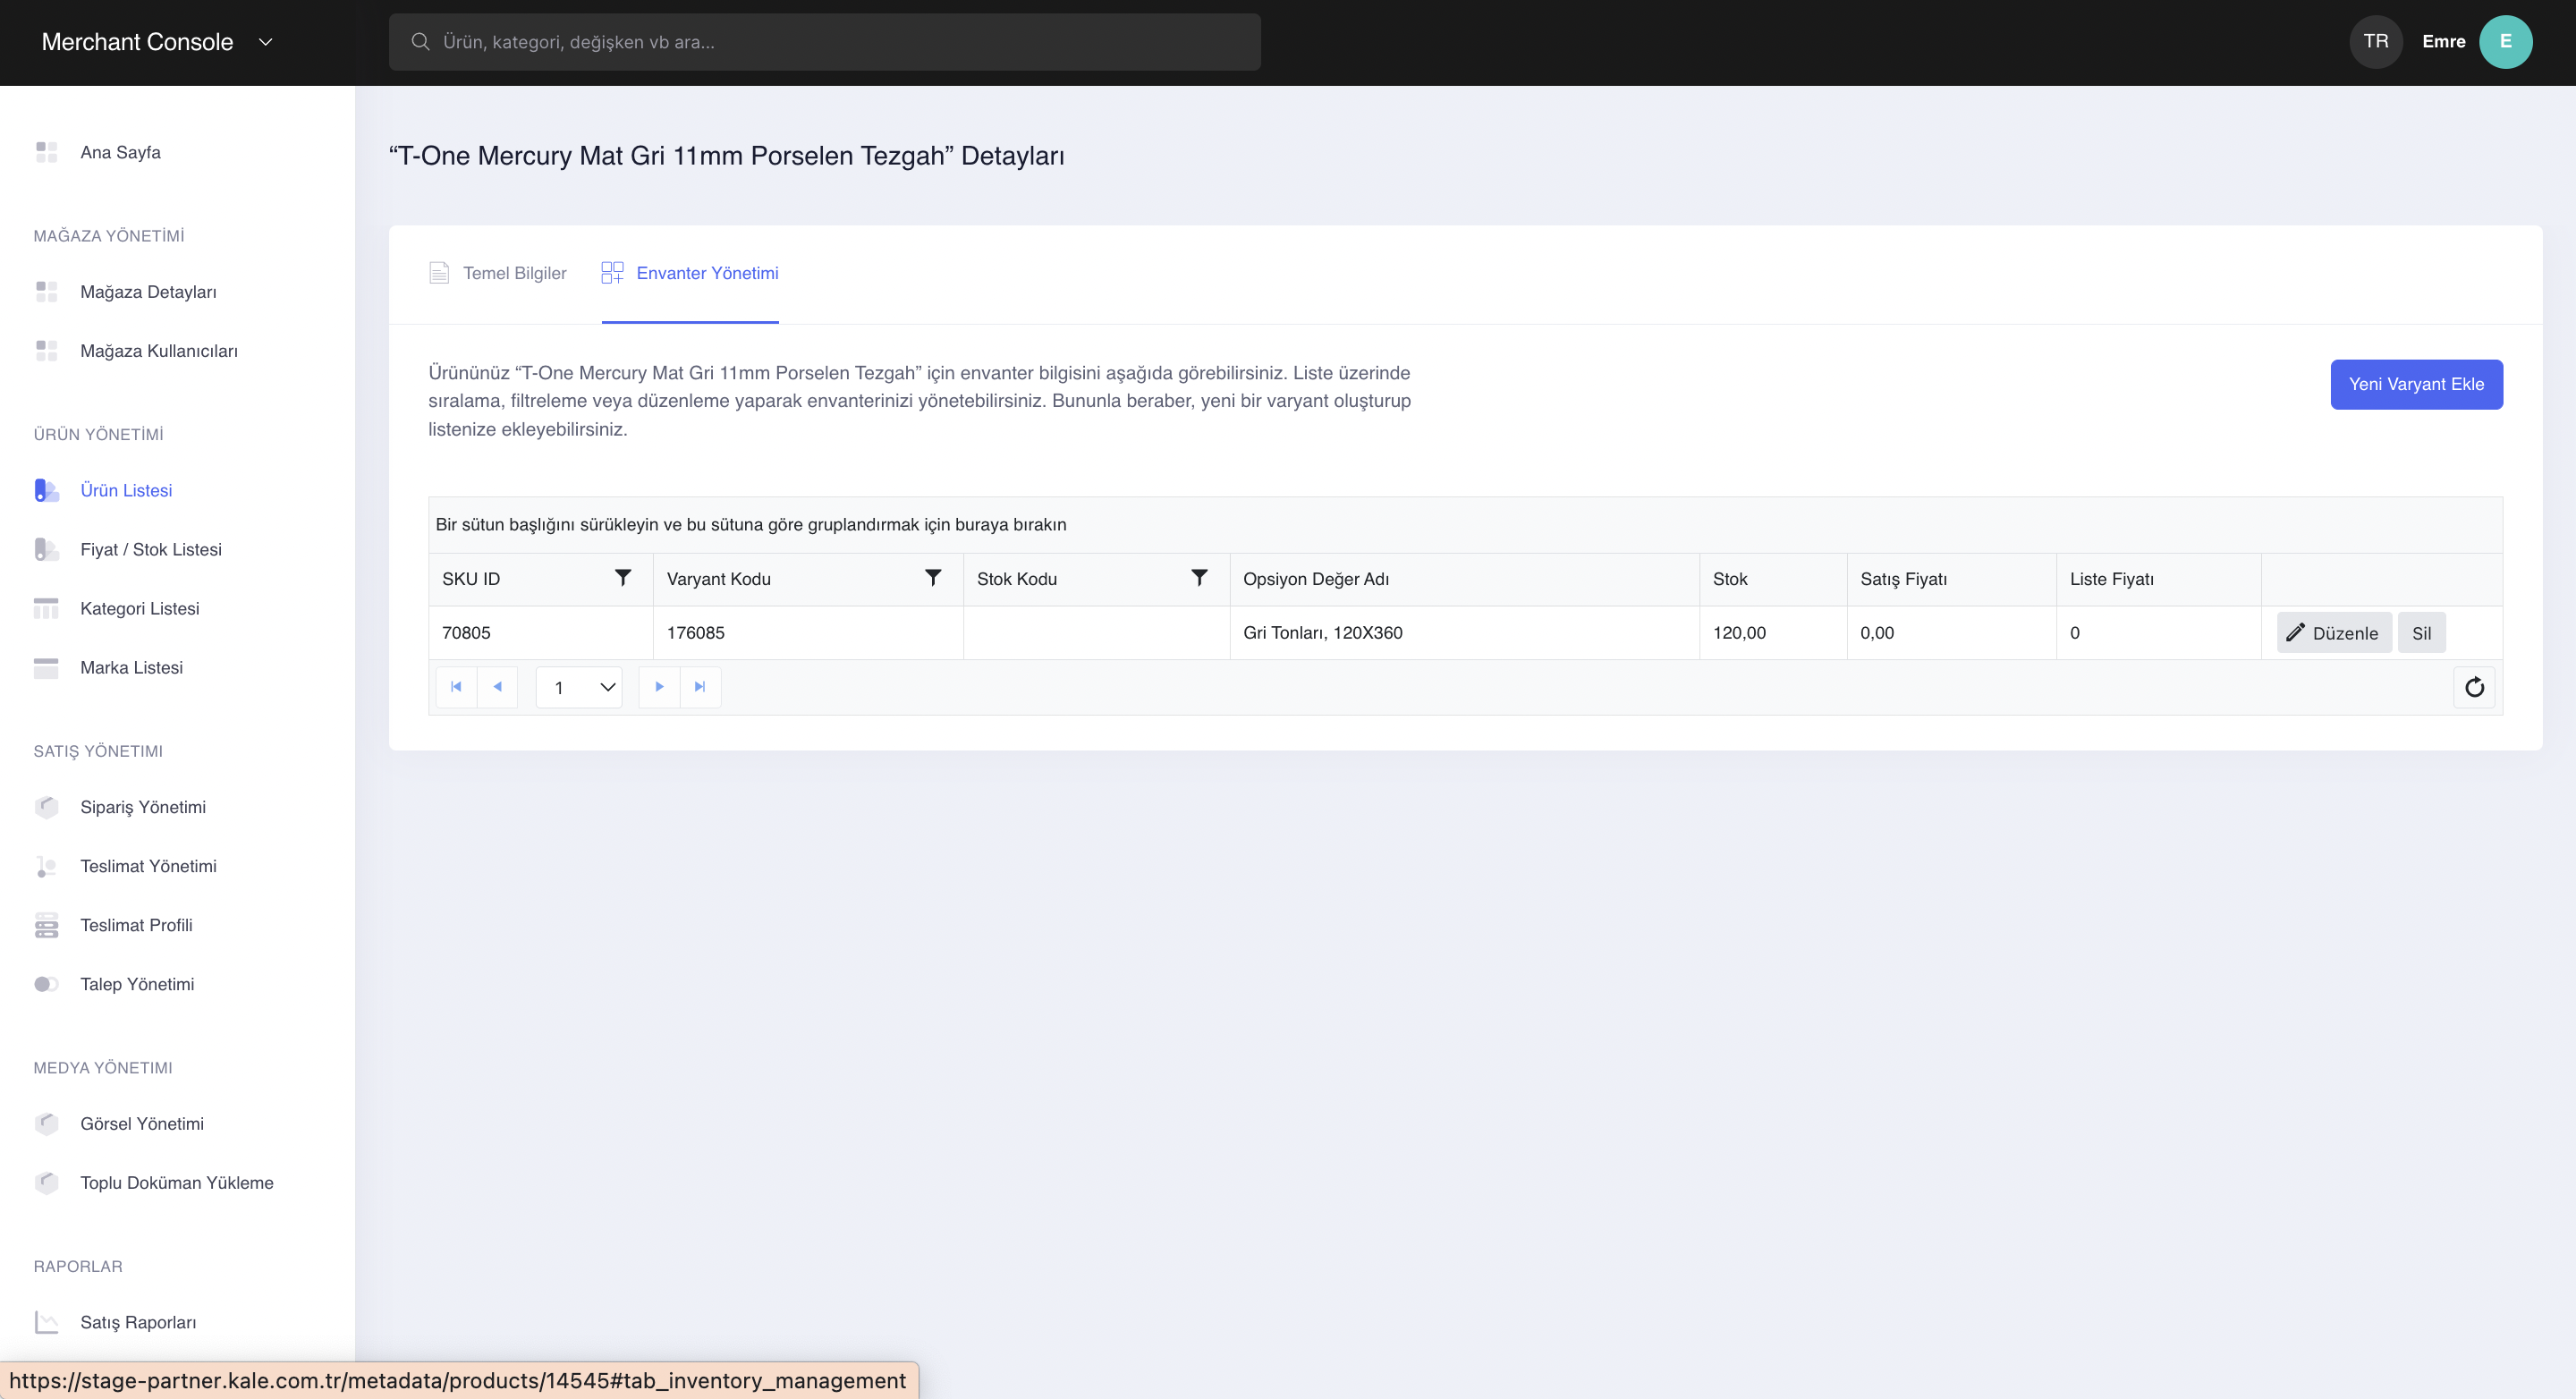 Merchant Console
Ürün, kategori, değişken vb ara...
TR
Emre
E
Ana Sayfa
MAĞAZA YÖNETİMİ
Mağaza Detayları
Mağaza Kullanıcıları
ÜRÜN YÖNETİMİ
Ürün Listesi
Fiyat / Stok Listesi
Kategori Listesi
Marka Listesi
SATIŞ YÖNETIMI
Sipariş Yönetimi
Teslimat Yönetimi
Teslimat Profili
Talep Yönetimi
MEDYA YÖNETIMI
Görsel Yönetimi
Toplu Doküman Yükleme
RAPORLAR
Satış Raporları
“T-One Mercury Mat Gri 11mm Porselen Tezgah” Detayları
Temel Bilgiler
Envanter Yönetimi
Ürününüz “T-One Mercury Mat Gri 11mm Porselen Tezgah” için envanter bilgisini aşağıda görebilirsiniz. Liste üzerinde
sıralama, filtreleme veya düzenleme yaparak envanterinizi yönetebilirsiniz. Bununla beraber, yeni bir varyant oluşturup
listenize ekleyebilirsiniz.
Yeni Varyant Ekle
Bir sütun başlığını sürükleyin ve bu sütuna göre gruplandırmak için buraya bırakın
SKU ID Varyant Kodu Stok Kodu Opsiyon Değer Adı Stok Satış Fiyatı Liste Fiyatı
70805 176085 Gri Tonları, 120X360 120,00 0,00 0 Düzenle Sil
1
https://stage-partner.kale.com.tr/metadata/products/14545#tab_inventory_management